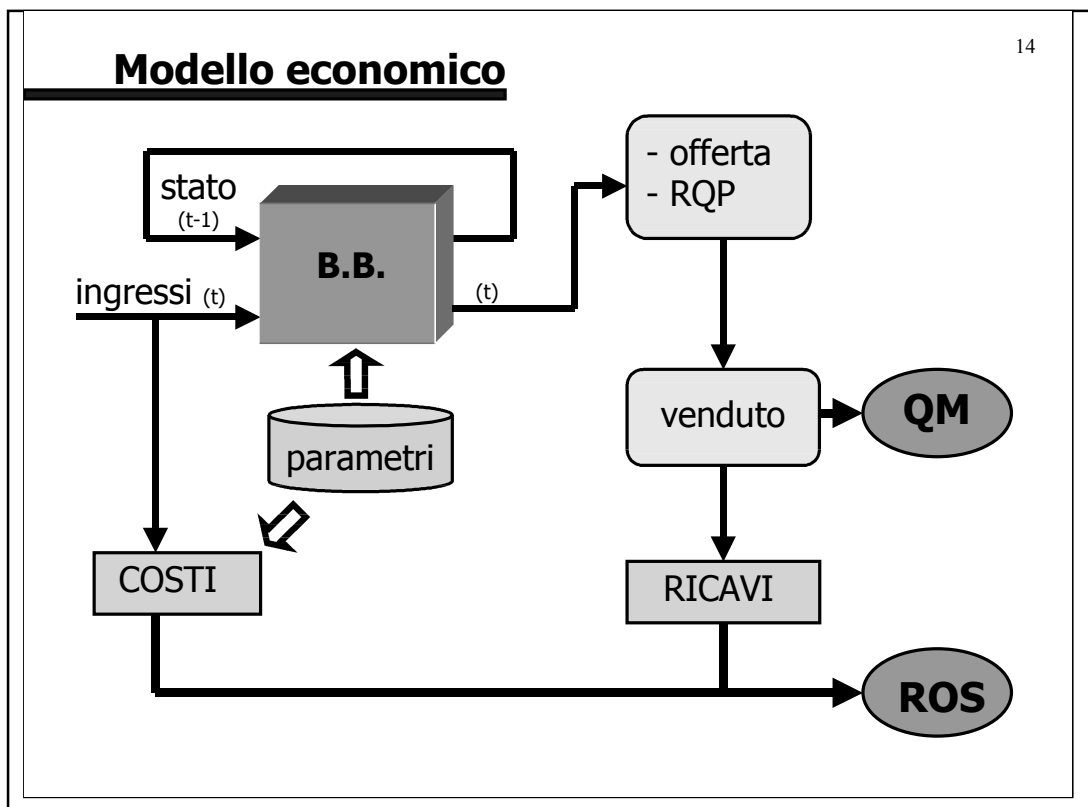 14
Modello economico
- offerta
- RQP
stato
(t-1)
B.B.
ingressi (t)
(t)
venduto
QM
parametri
COSTI
RICAVI
ROS